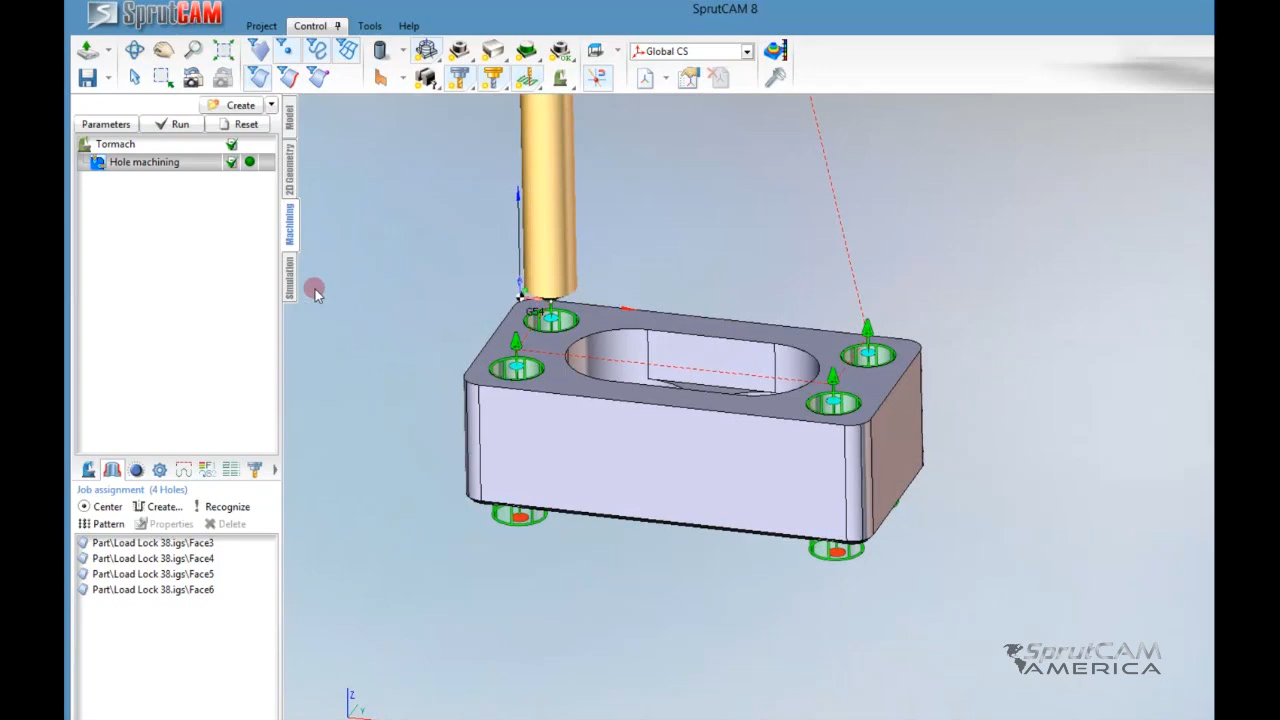 SprutCAM
SprutCAM 8
Project
Control
Tools
Help
Global CS
Create
Parameters
Run
Reset
Tormach
Hole machining
Model
2D Geometry
Machining
Simulation
G54
Job assignment (4 Holes)
Center
Create...
Recognize
Pattern
Properties
Delete
Part\Load Lock 38.igs\Face3
Part\Load Lock 38.igs\Face4
Part\Load Lock 38.igs\Face5
Part\Load Lock 38.igs\Face6
Z
Y
SprutCAM
AMERICA